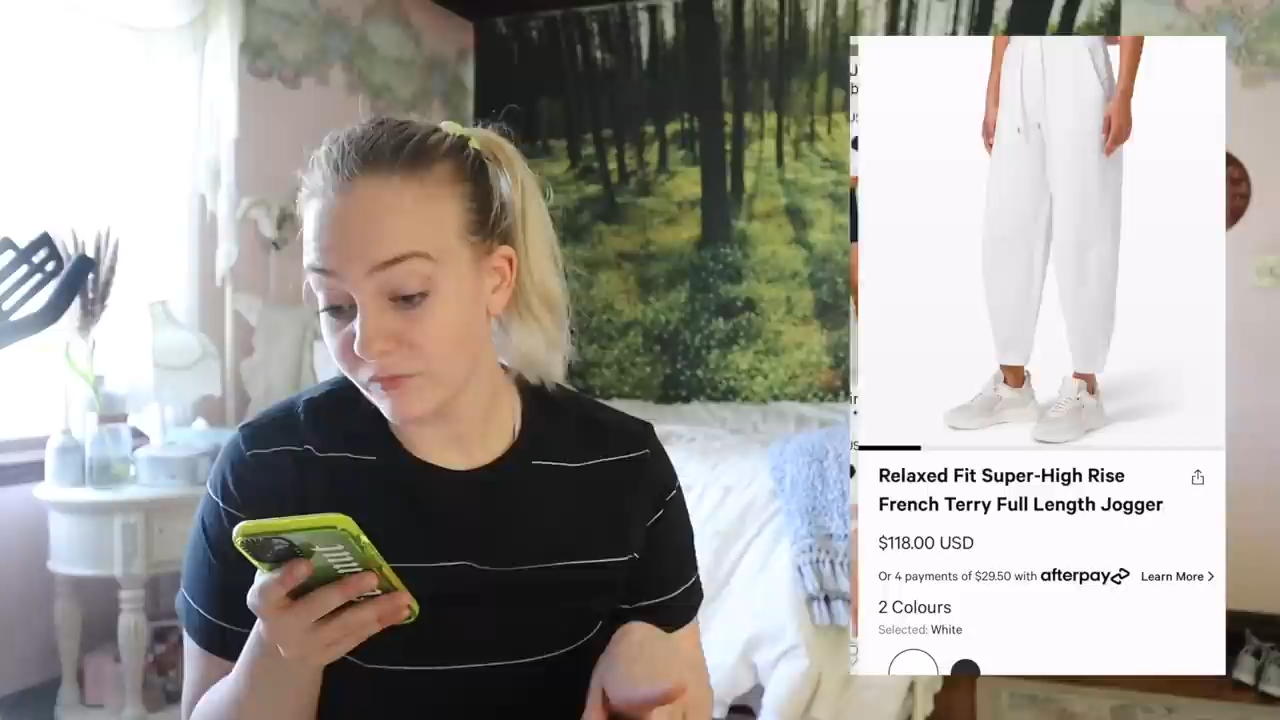 Relaxed Fit Super-High Rise
French Terry Full Length Jogger
$118.00 USD
Or 4 payments of $29.50 with afterpay Learn More >
2 Colours
Selected: White